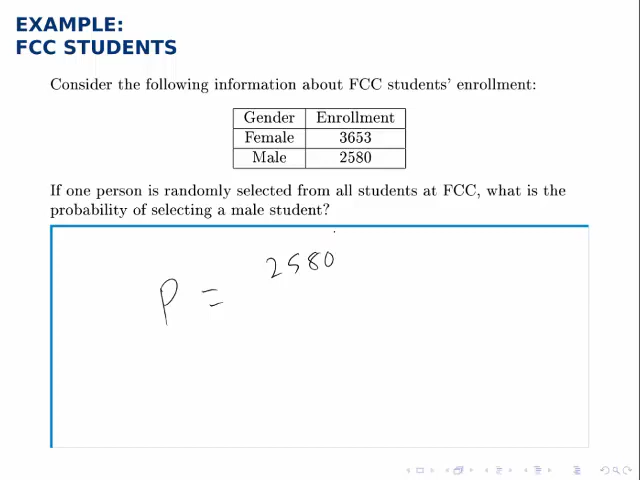 EXAMPLE:
FCC STUDENTS
Consider the following information about FCC students' enrollment:
Gender Enrollment
Female 3653
Male 2580
If one person is randomly selected from all students at FCC, what is the
probability of selecting a male student?
2580
P =